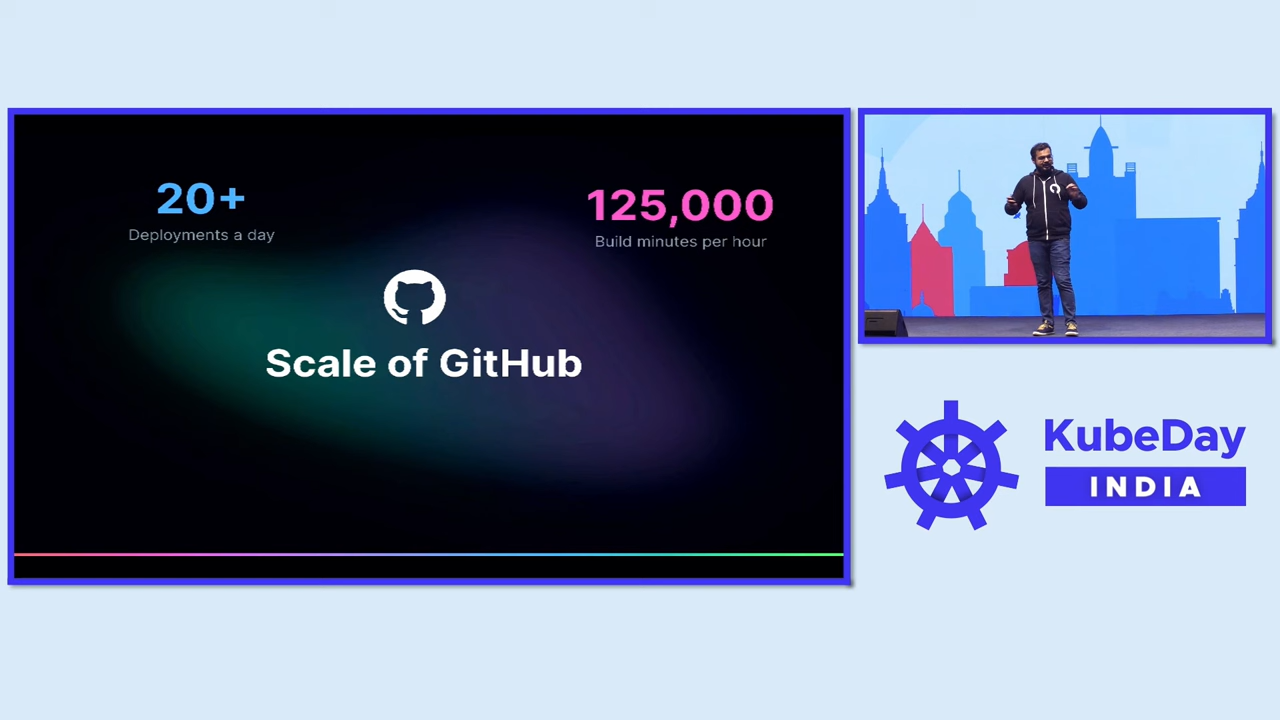 20+
Deployments a day
125,000
Build minutes per hour
Scale of GitHub
KubeDay
INDIA